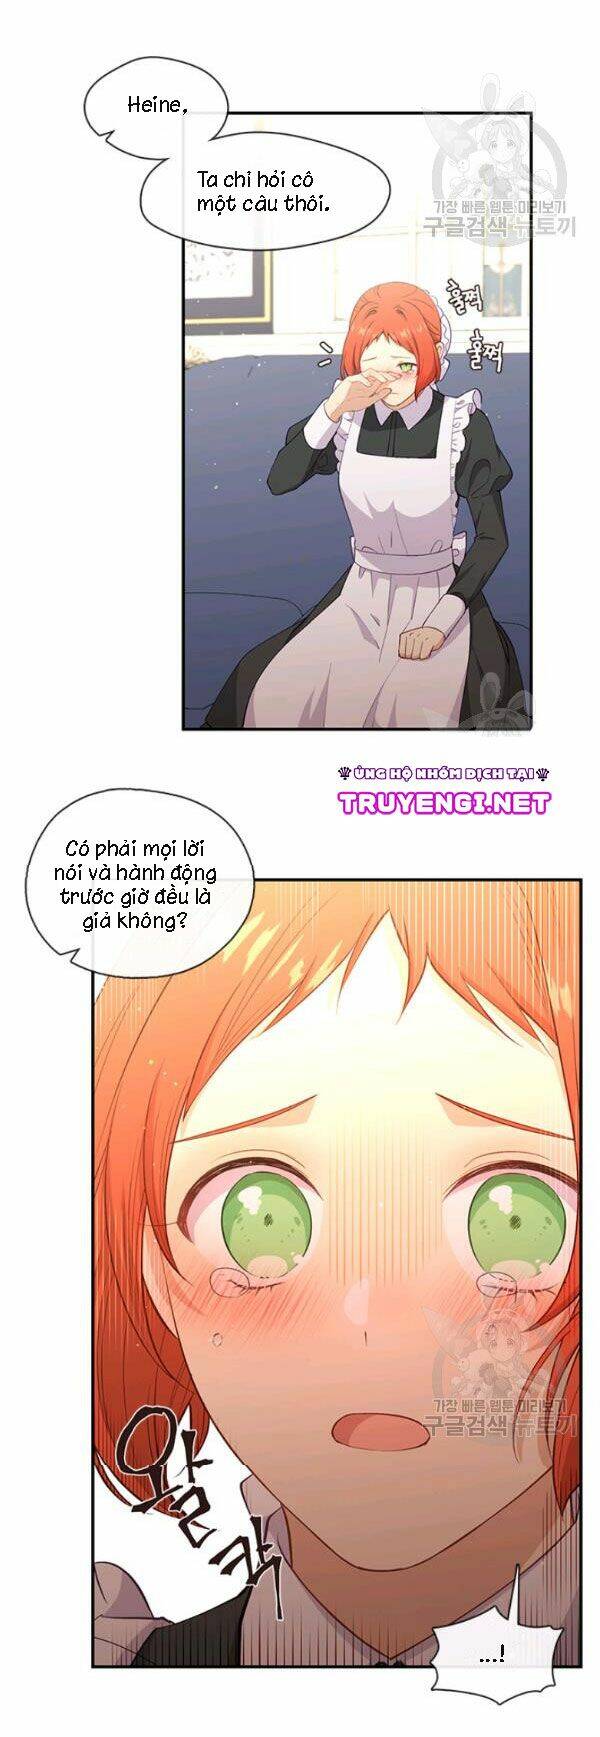 Heine,
Ta chỉ hỏi cô
một câu thôi.
가장 빠른 웹툰 미리보기
구글검색 뉴토끼
훌쩍
훌쩍
ỦNG HỘ NHÓM DỊCH TẠI
TRUYENGI.NET
Có phải mọi lời
nói và hành động
trước giờ đều là
giả không?
가장 빠른 웹툰 미리보기
구글검색 뉴토끼
왈칵
...!